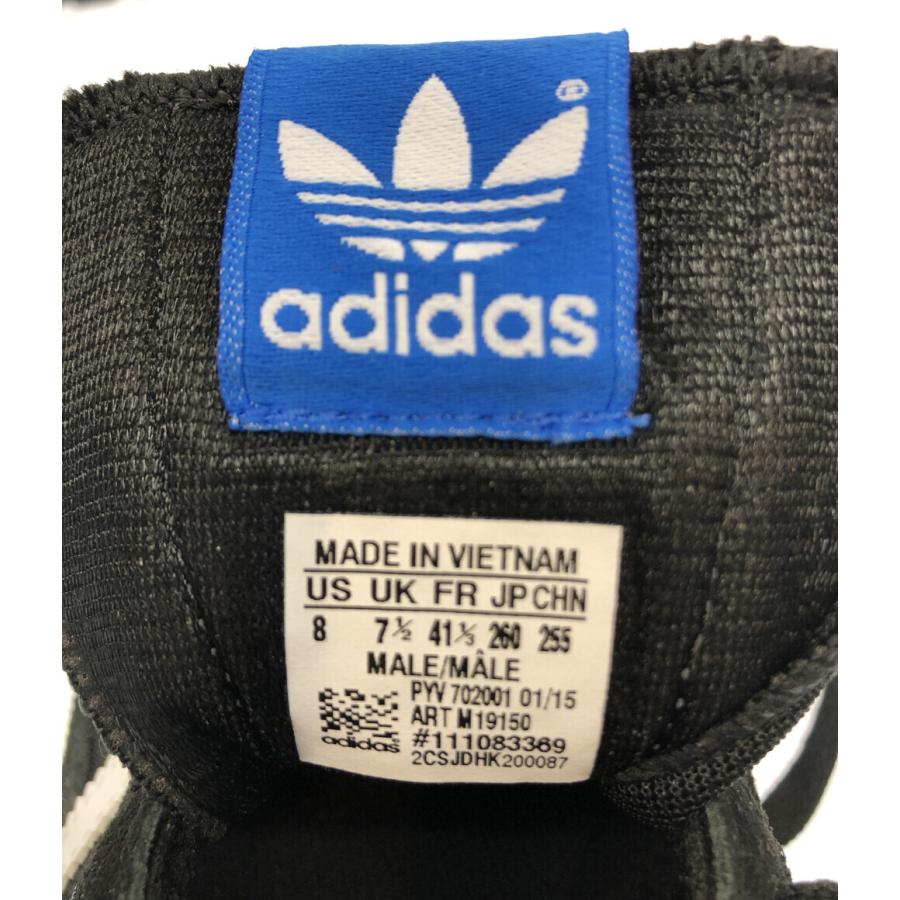 ®
adidas
MADE IN VIETNAM
US UK FR JP CHN
8 7½ 41⅓ 260 255
MALE/MÂLE
PYV 702001 01/15
ART M19150
adidas #111083369
2CSJDHK200087